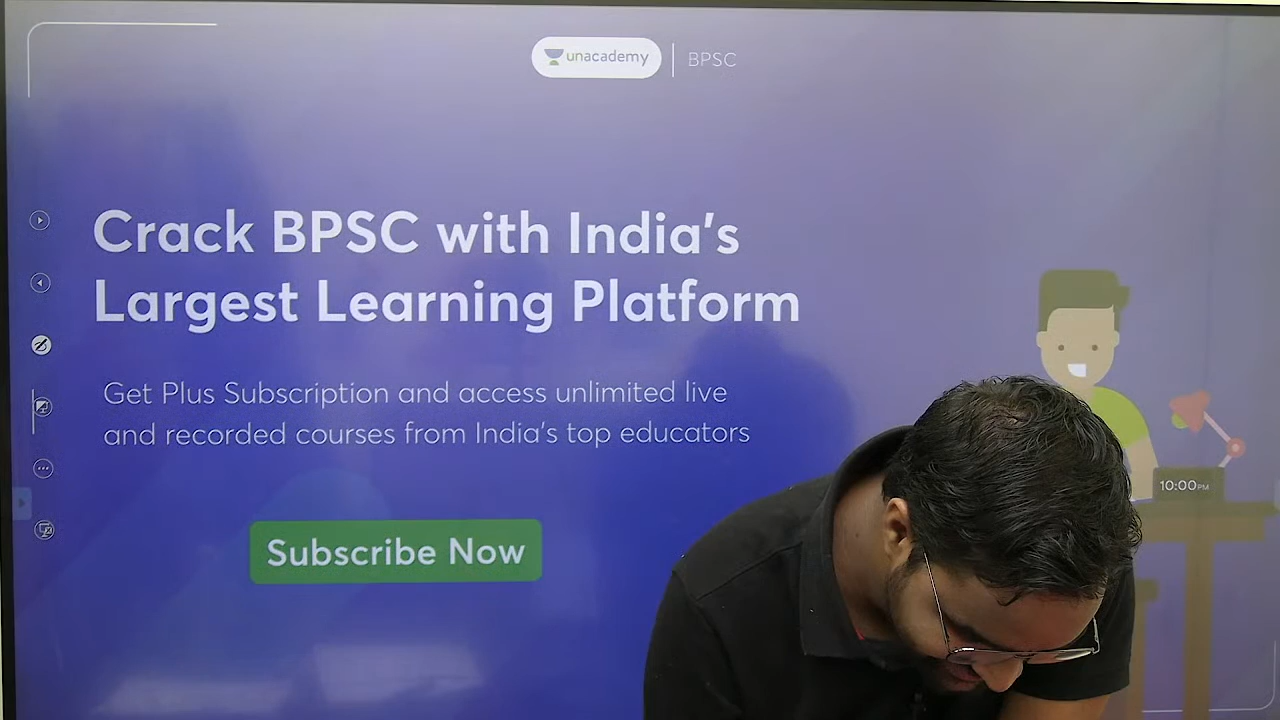 unacademy | BPSC
Crack BPSC with India's
Largest Learning Platform
Get Plus Subscription and access unlimited live
and recorded courses from India's top educators
10:00PM
Subscribe Now